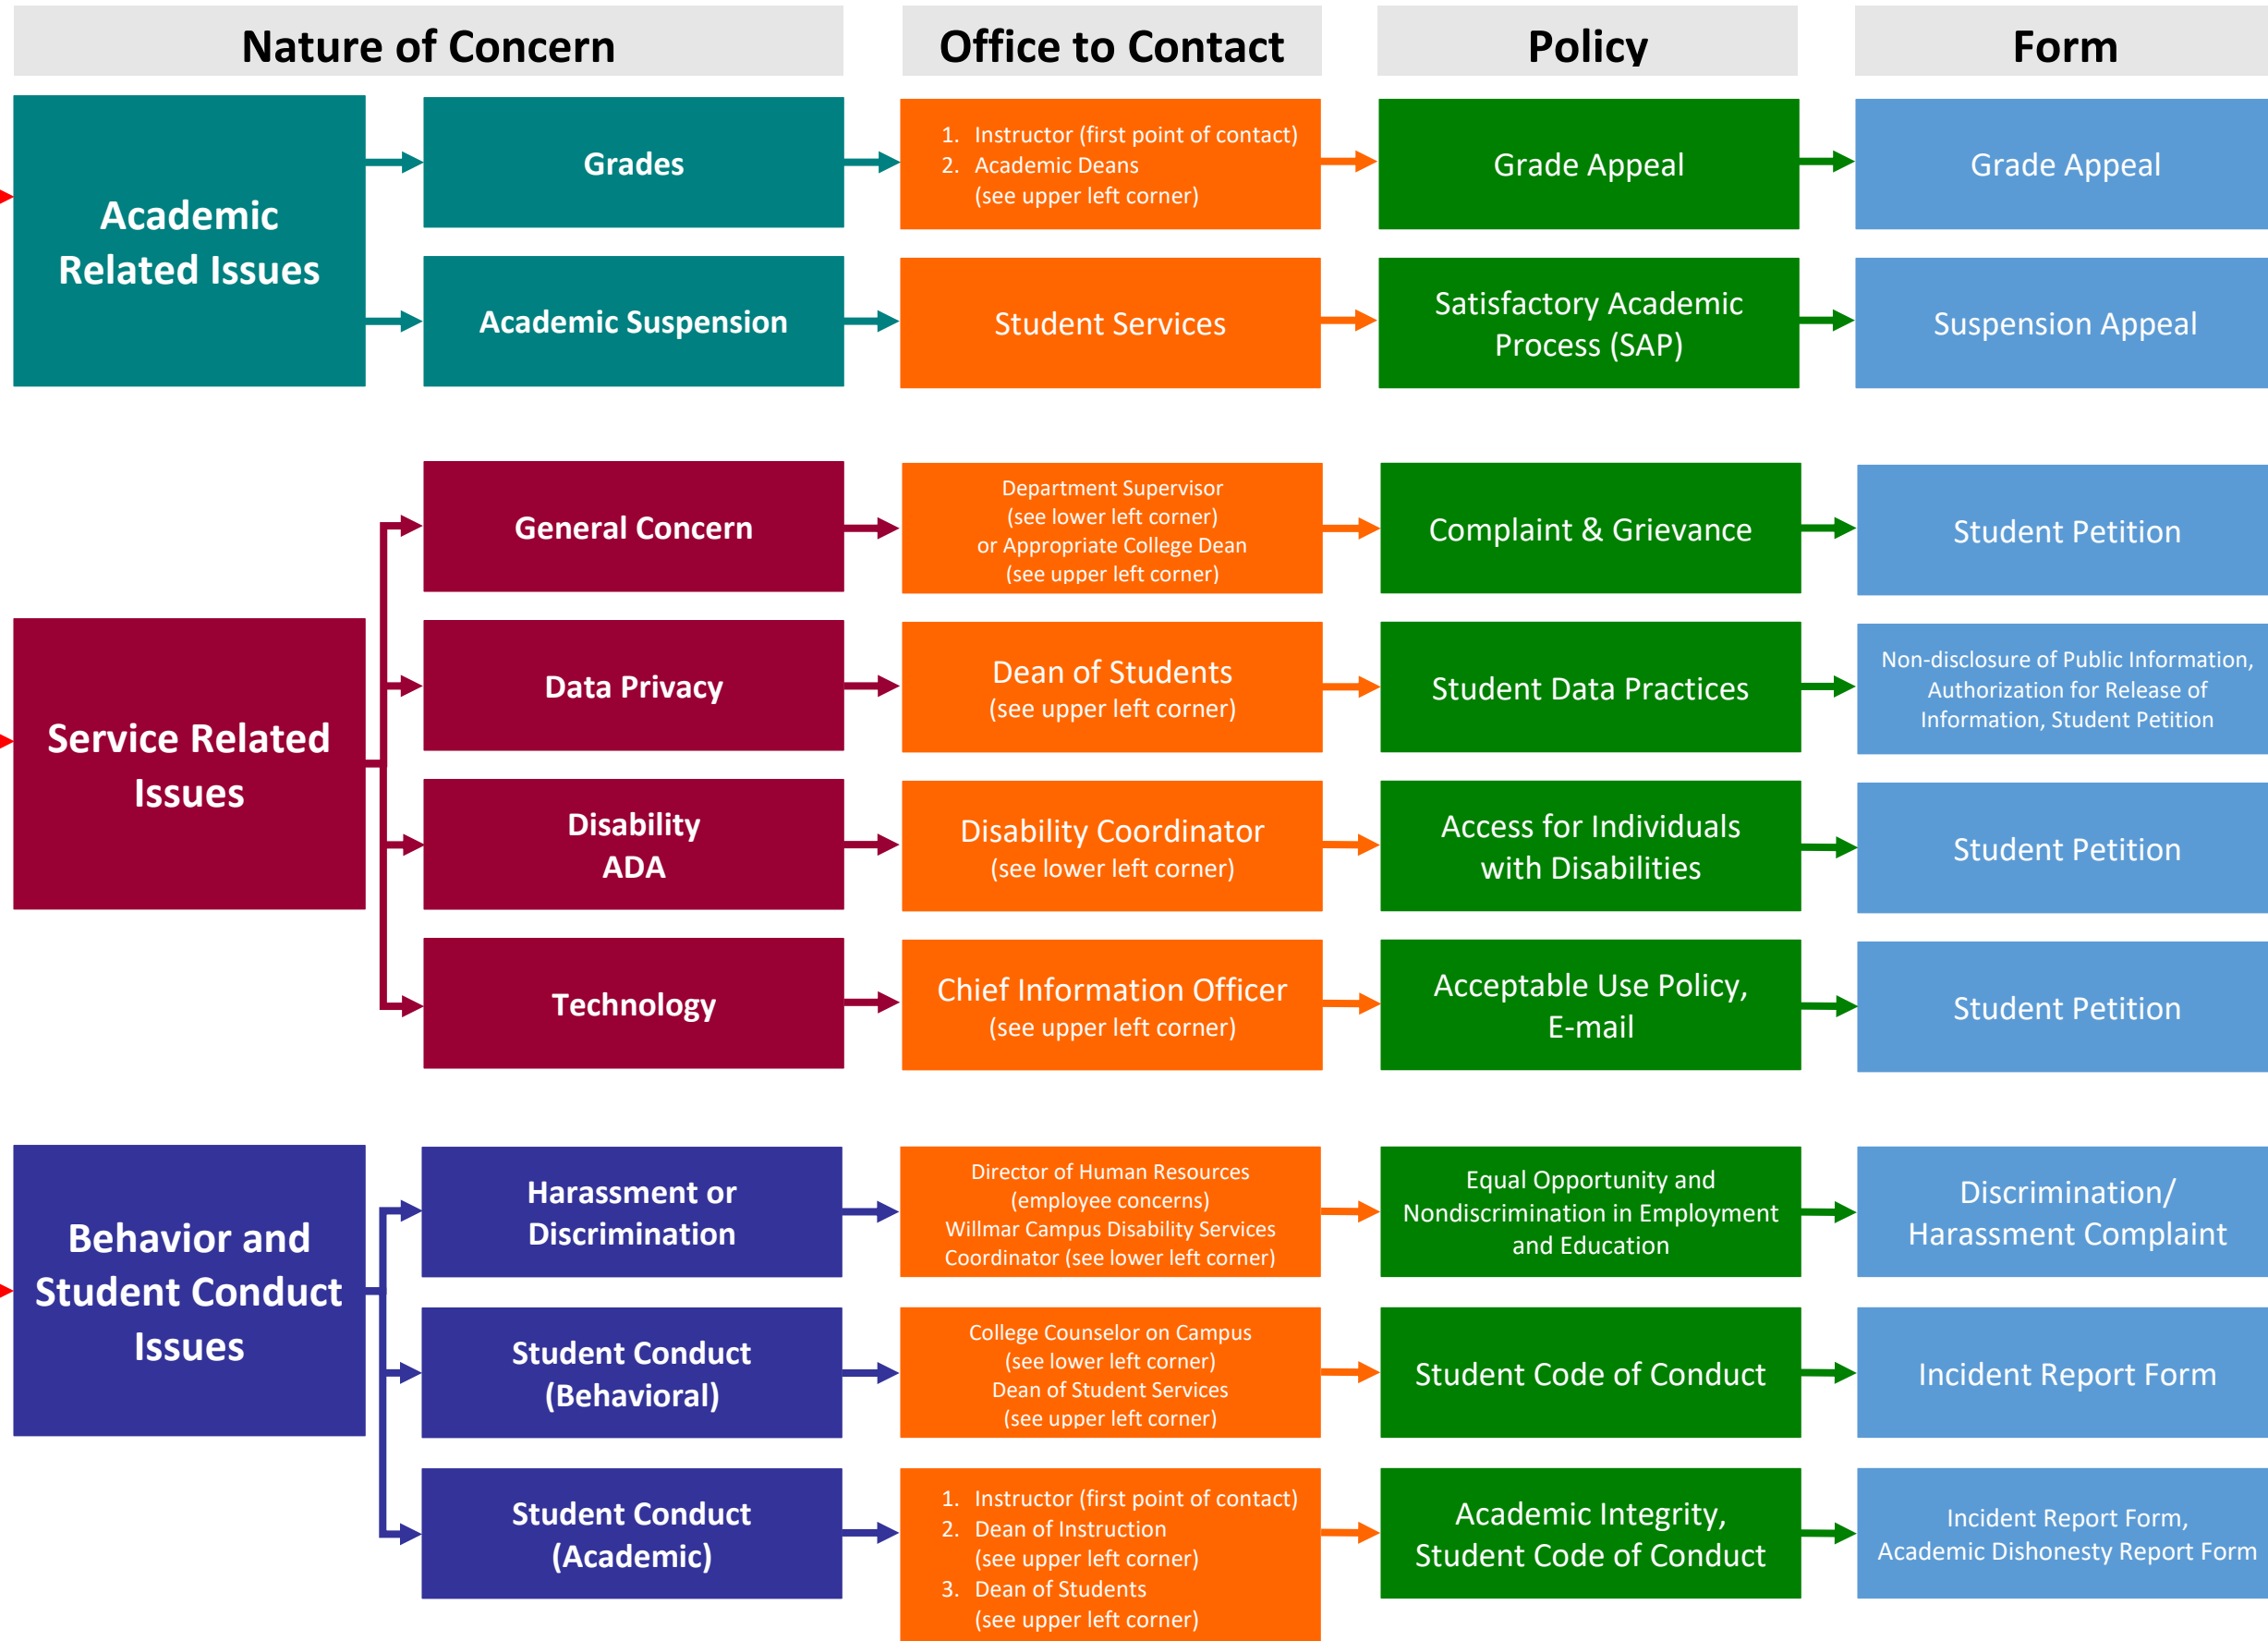 Nature of Concern
Office to Contact
Policy
Form
Academic
Related Issues
Grades
1. Instructor (first point of contact)
2. Academic Deans
(see upper left corner)
Grade Appeal
Grade Appeal
Academic Suspension
Student Services
Satisfactory Academic
Process (SAP)
Suspension Appeal
Service Related
Issues
General Concern
Department Supervisor
(see lower left corner)
or Appropriate College Dean
(see upper left corner)
Complaint & Grievance
Student Petition
Data Privacy
Dean of Students
(see upper left corner)
Student Data Practices
Non-disclosure of Public Information,
Authorization for Release of
Information, Student Petition
Disability
ADA
Disability Coordinator
(see lower left corner)
Access for Individuals
with Disabilities
Student Petition
Technology
Chief Information Officer
(see upper left corner)
Acceptable Use Policy,
E-mail
Student Petition
Behavior and
Student Conduct
Issues
Harassment or
Discrimination
Director of Human Resources
(employee concerns)
Willmar Campus Disability Services
Coordinator (see lower left corner)
Equal Opportunity and
Nondiscrimination in Employment
and Education
Discrimination/
Harassment Complaint
Student Conduct
(Behavioral)
College Counselor on Campus
(see lower left corner)
Dean of Student Services
(see upper left corner)
Student Code of Conduct
Incident Report Form
Student Conduct
(Academic)
1. Instructor (first point of contact)
2. Dean of Instruction
(see upper left corner)
3. Dean of Students
(see upper left corner)
Academic Integrity,
Student Code of Conduct
Incident Report Form,
Academic Dishonesty Report Form